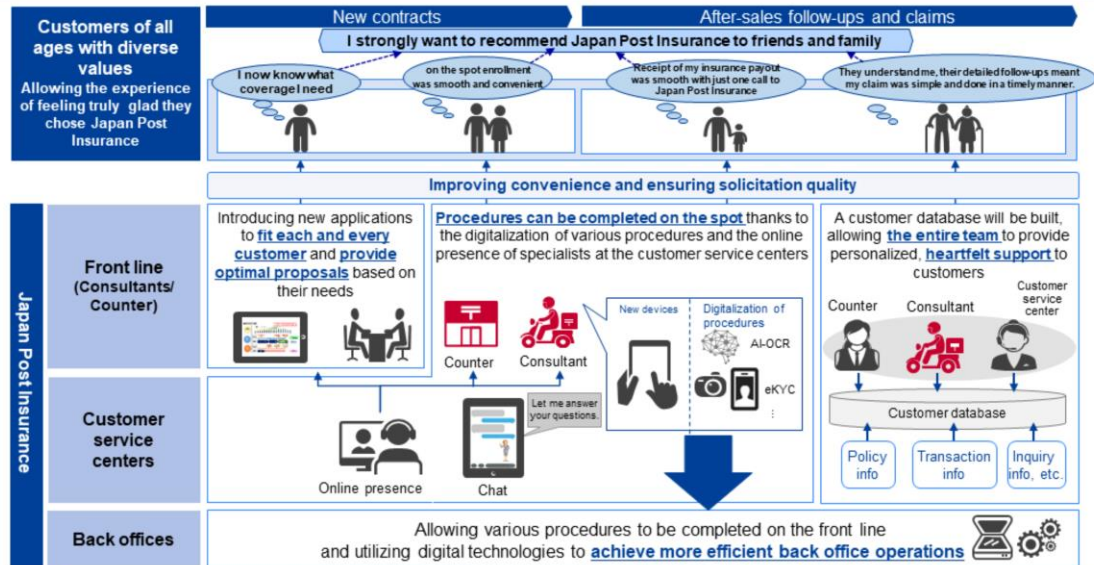 Customers of all
ages with diverse
values
Allowing the experience
of feeling truly glad they
chose Japan Post
Insurance
New contracts
After-sales follow-ups and claims
I strongly want to recommend Japan Post Insurance to friends and family
I now know what
coverage I need
on the spot enrollment
was smooth and convenient
Receipt of my insurance payout
was smooth with just one call to
Japan Post Insurance
They understand me, their detailed follow-ups meant
my claim was simple and done in a timely manner.
Improving convenience and ensuring solicitation quality
Japan Post Insurance
Front line
(Consultants/
Counter)
Introducing new applications
to fit each and every
customer and provide
optimal proposals based on
their needs
Procedures can be completed on the spot thanks to
the digitalization of various procedures and the online
presence of specialists at the customer service centers
Counter
Consultant
New devices
Digitalization of
procedures
AI-OCR
eKYC
⋮
A customer database will be built,
allowing the entire team to provide
personalized, heartfelt support to
customers
Counter
Consultant
Customer
service
center
Customer database
Policy
info
Transaction
info
Inquiry
info, etc.
Customer
service
centers
Online presence
Let me answer
your questions.
Chat
Back offices
Allowing various procedures to be completed on the front line
and utilizing digital technologies to achieve more efficient back office operations